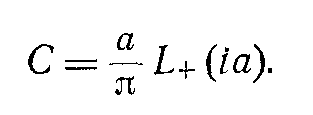 C = \frac{a}{\pi} L_{+} (ia).